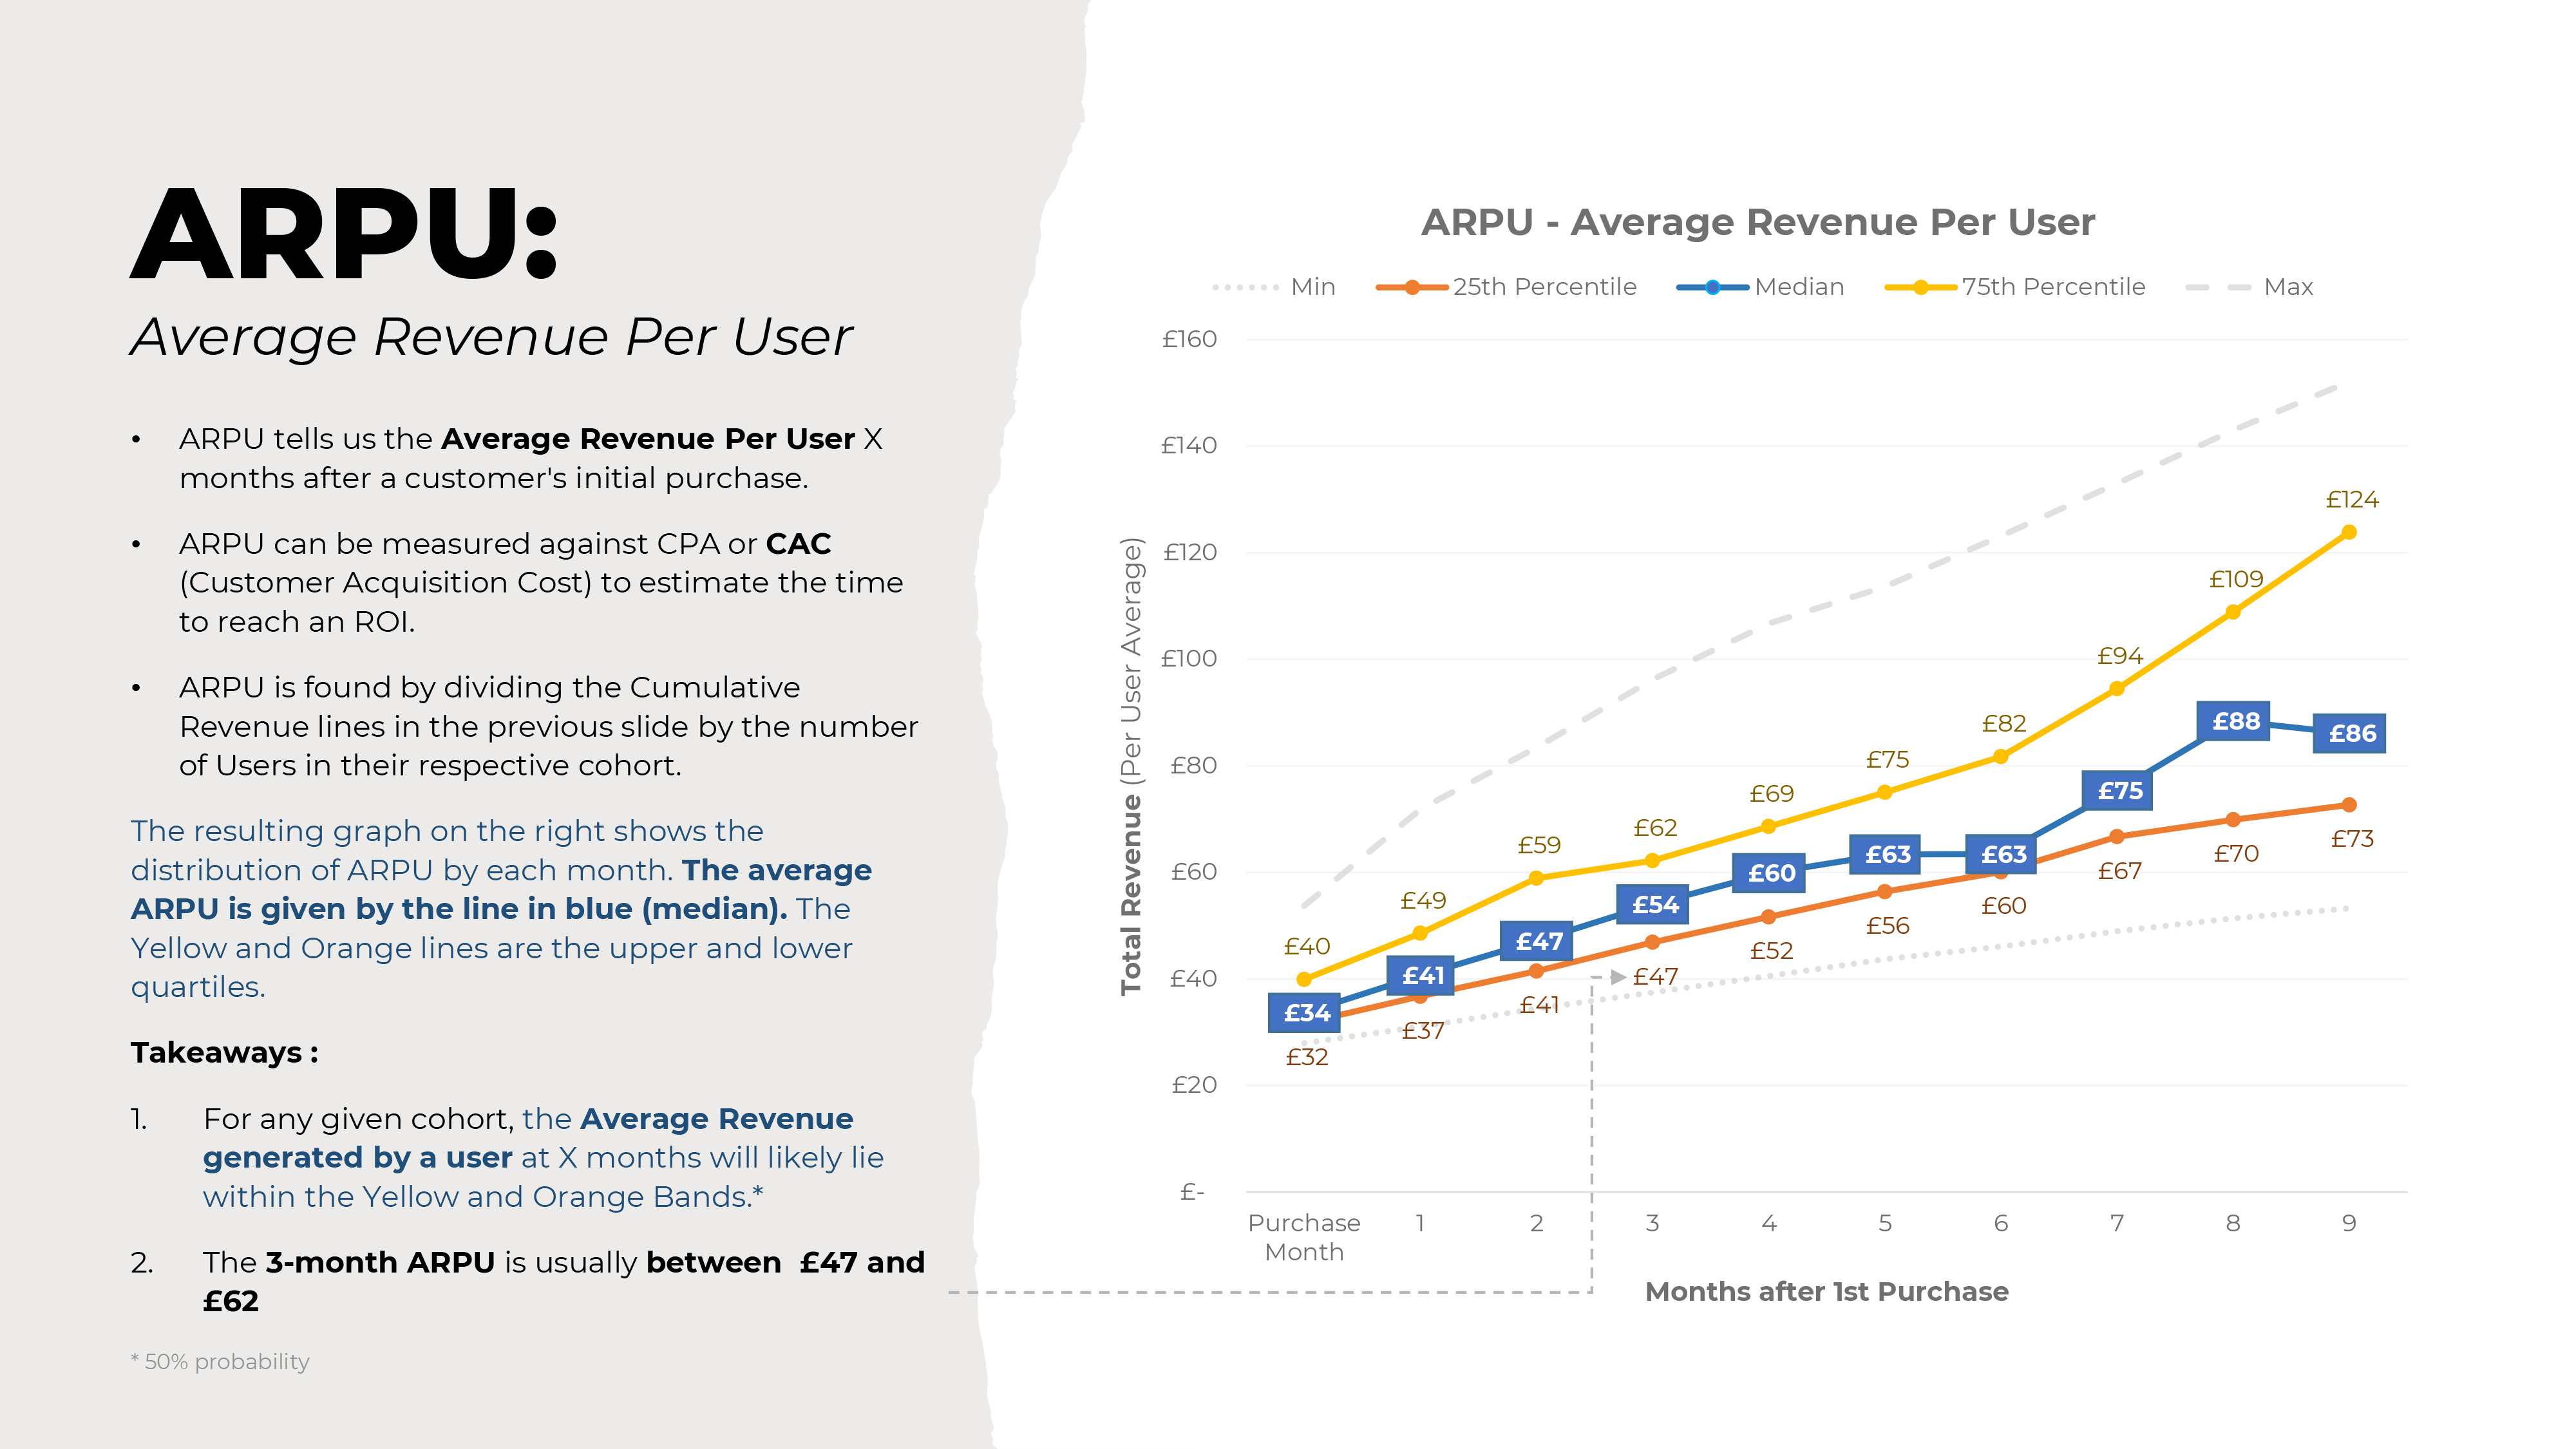 ARPU:
Average Revenue Per User
• ARPU tells us the Average Revenue Per User X
months after a customer's initial purchase.
• ARPU can be measured against CPA or CAC
(Customer Acquisition Cost) to estimate the time
to reach an ROI.
• ARPU is found by dividing the Cumulative
Revenue lines in the previous slide by the number
of Users in their respective cohort.
The resulting graph on the right shows the
distribution of ARPU by each month. The average
ARPU is given by the line in blue (median). The
Yellow and Orange lines are the upper and lower
quartiles.
Takeaways :
1. For any given cohort, the Average Revenue
generated by a user at X months will likely lie
within the Yellow and Orange Bands.*
2. The 3-month ARPU is usually between £47 and
£62
* 50% probability
ARPU - Average Revenue Per User
Min 25th Percentile Median 75th Percentile Max
Total Revenue (Per User Average)
£160
£140
£120
£100
£80
£60
£40
£20
£-
£40 £49 £59 £62 £69 £75 £82 £94 £109 £124
£34 £41 £47 £54 £60 £63 £63 £75 £88 £86
£32 £37 £41 £47 £52 £56 £60 £67 £70 £73
Purchase 1 2 3 4 5 6 7 8 9
Month
Months after 1st Purchase